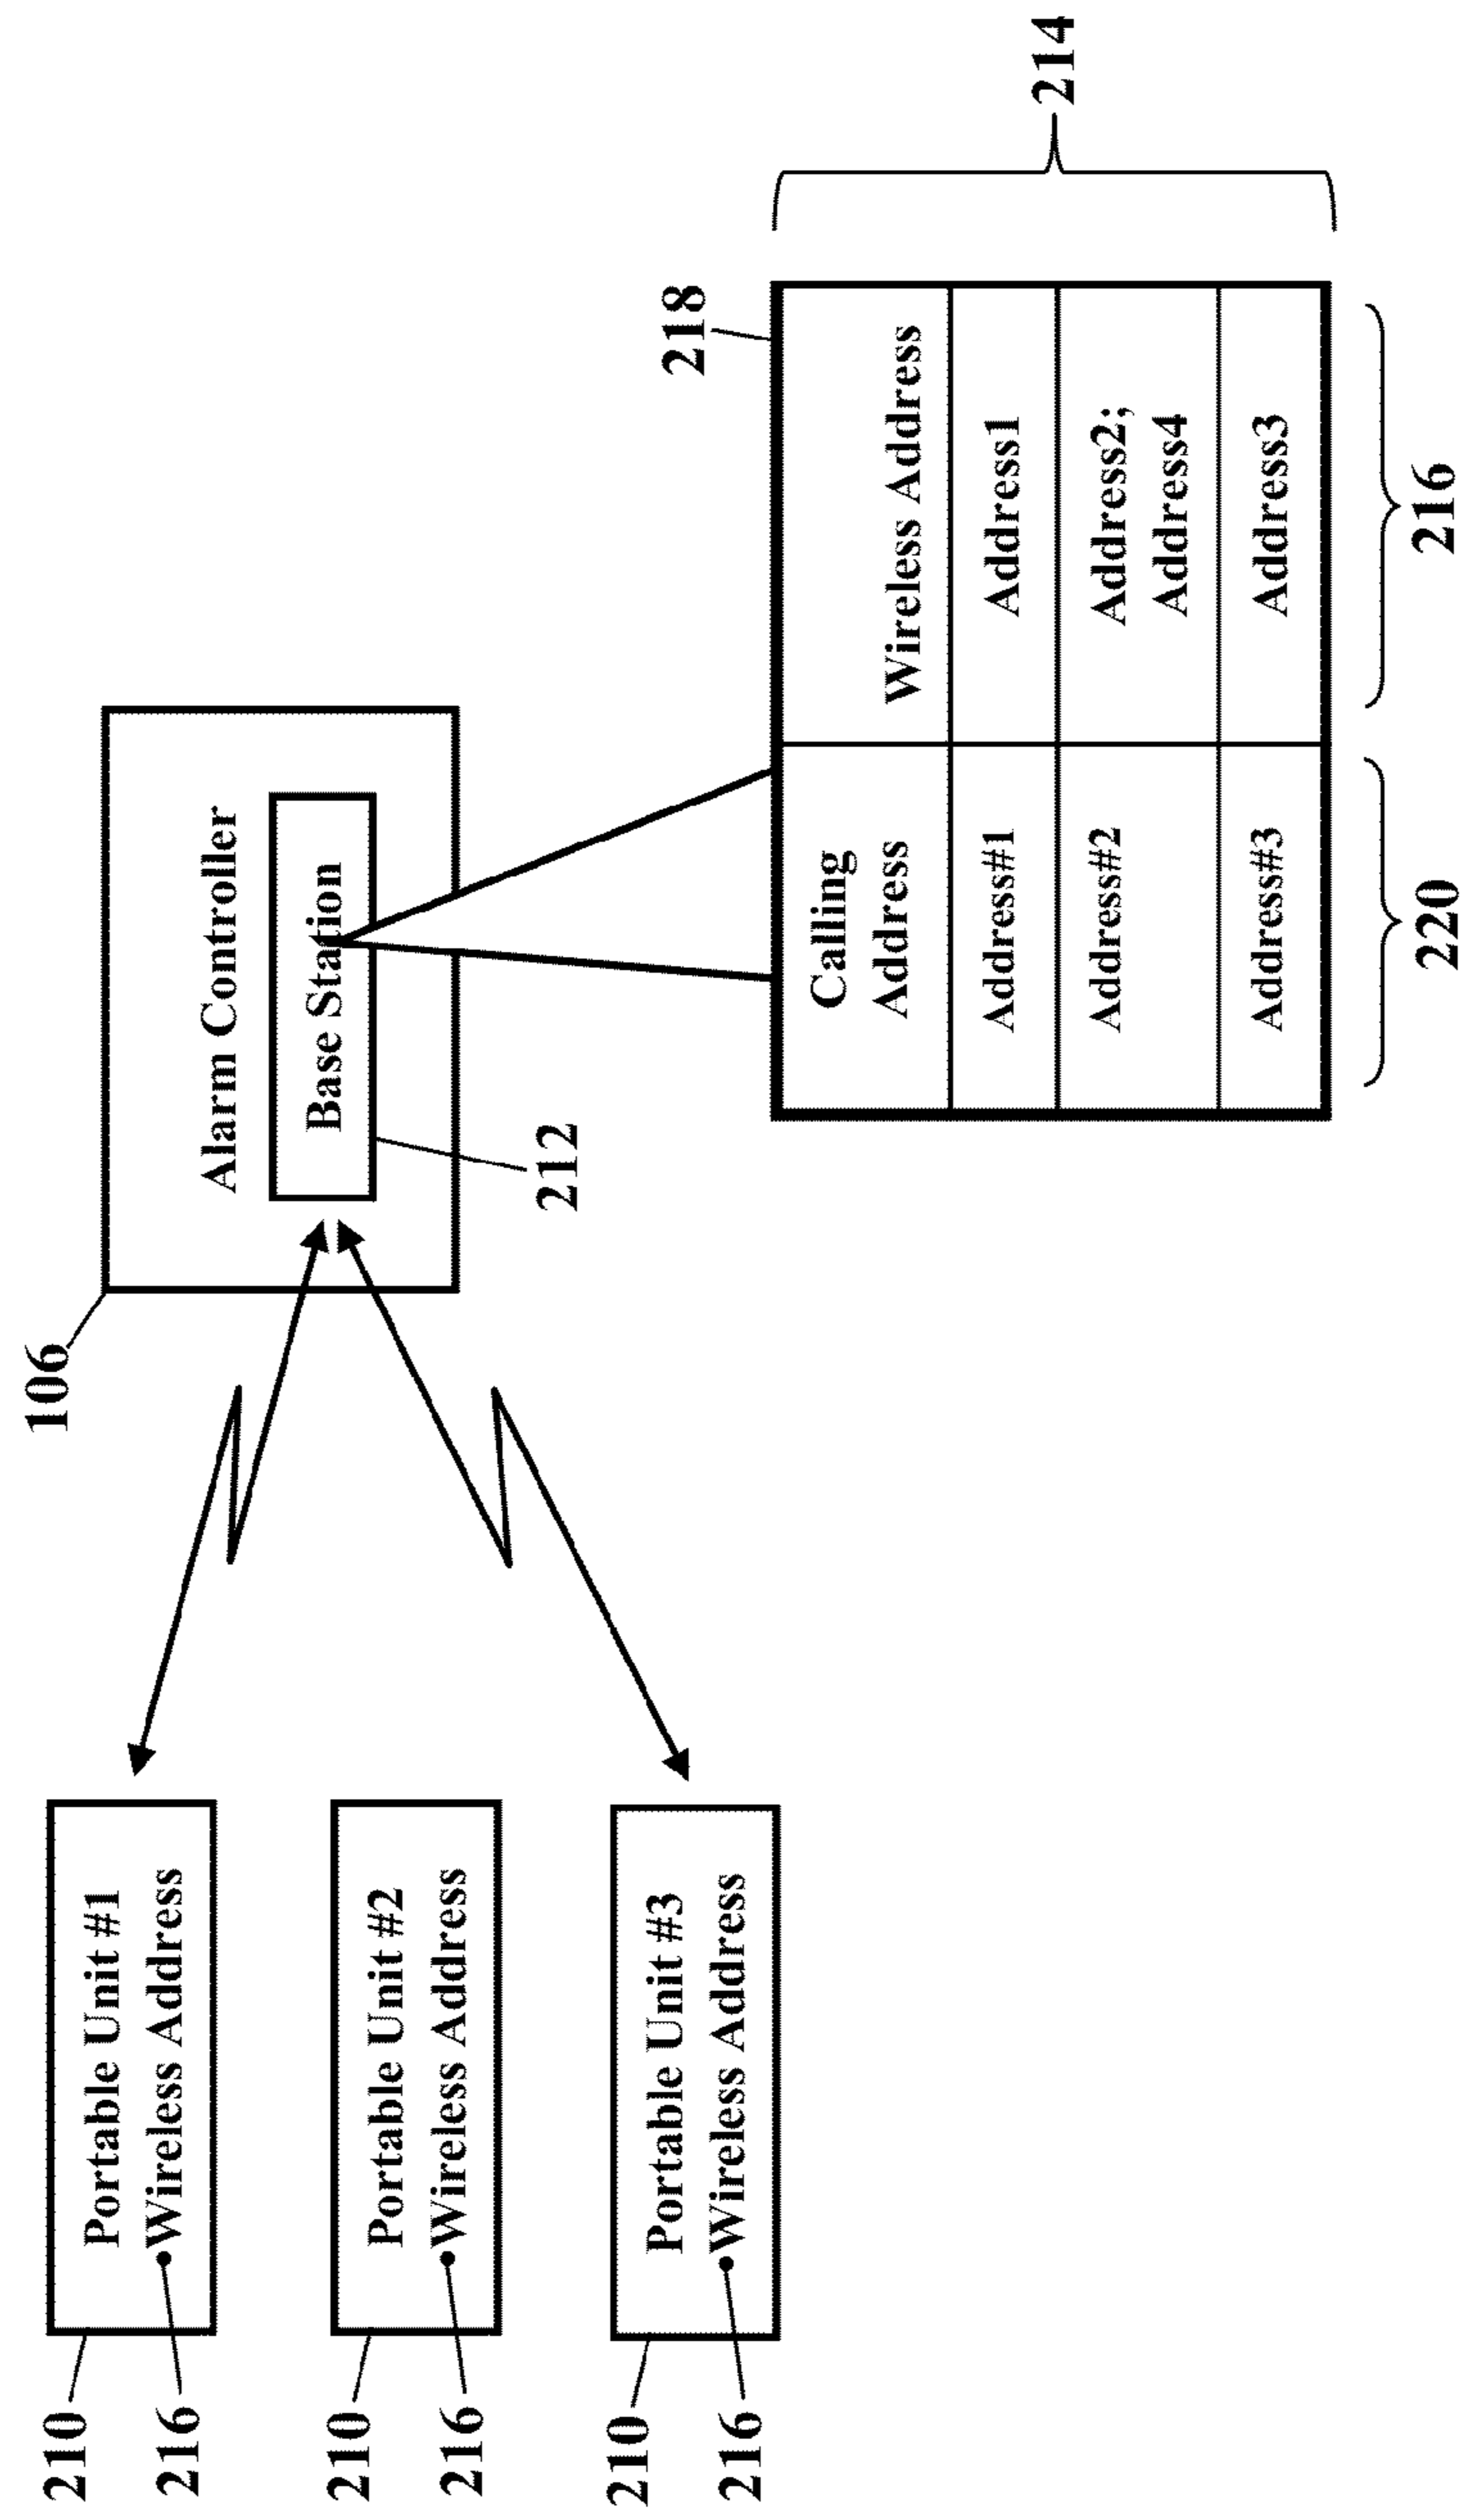 210
216
Portable Unit #1
Wireless Address
210
216
Portable Unit #2
Wireless Address
210
216
Portable Unit #3
Wireless Address
106
Alarm Controller
Base Station
212
218
Calling
Address
Wireless Address
Address#1
Address1
Address#2
Address2;
Address4
Address#3
Address3
220
216
214